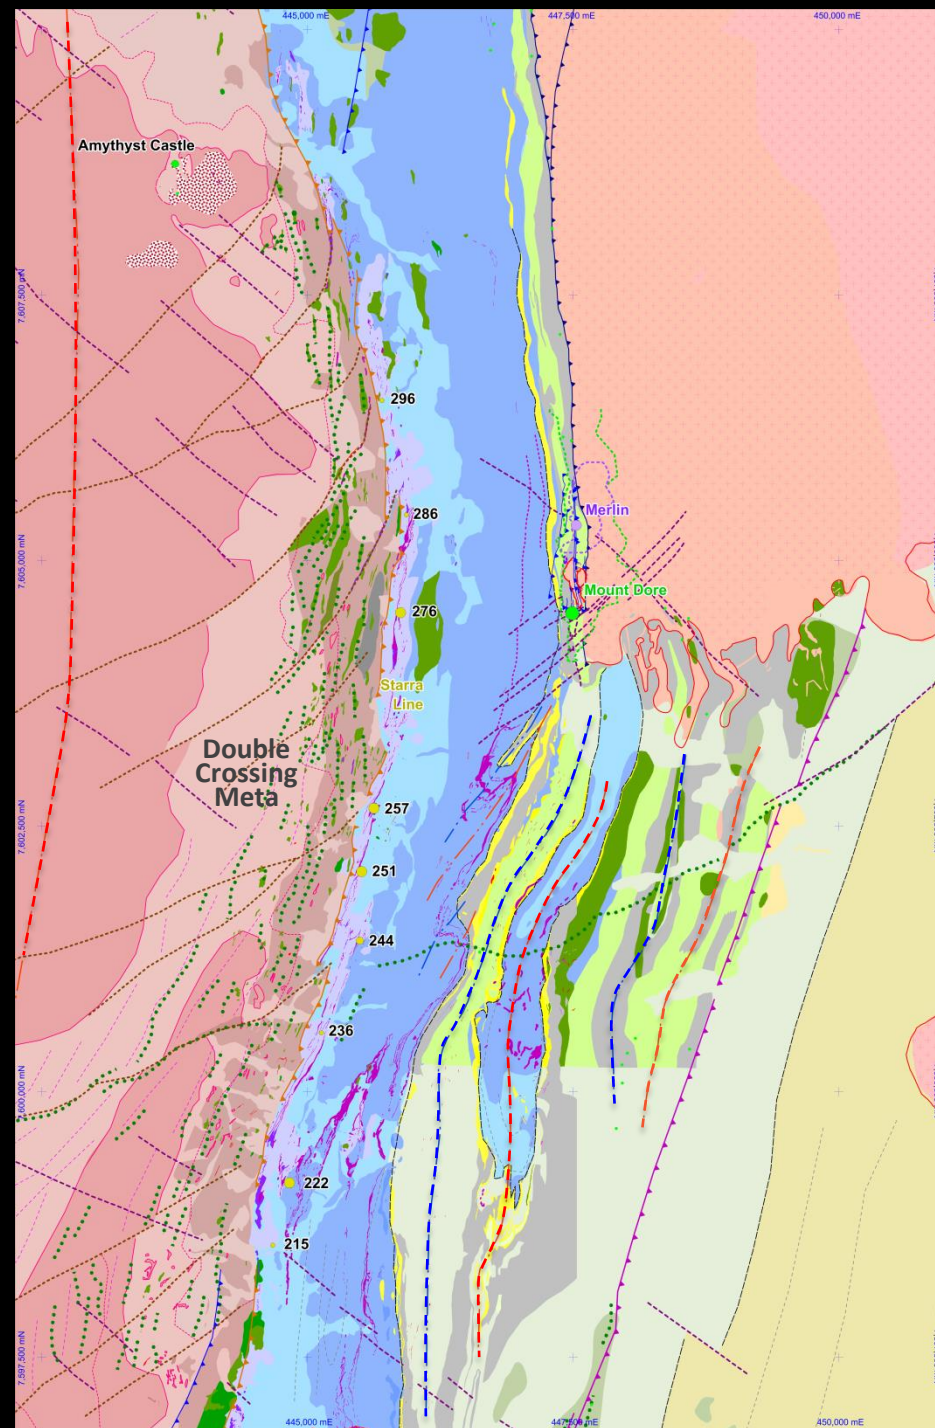 445,000 mE
447,500 mE
450,000 mE
Amythyst Castle
7,607,500 mN
296
286
Merlin
7,605,000 mN
Mount Dore
276
Starra
Line
Double
Crossing
Meta
257
7,602,500 mN
251
244
236
7,600,000 mN
222
215
7,597,500 mN
445,000 mE
447,500 mE
450,000 mE